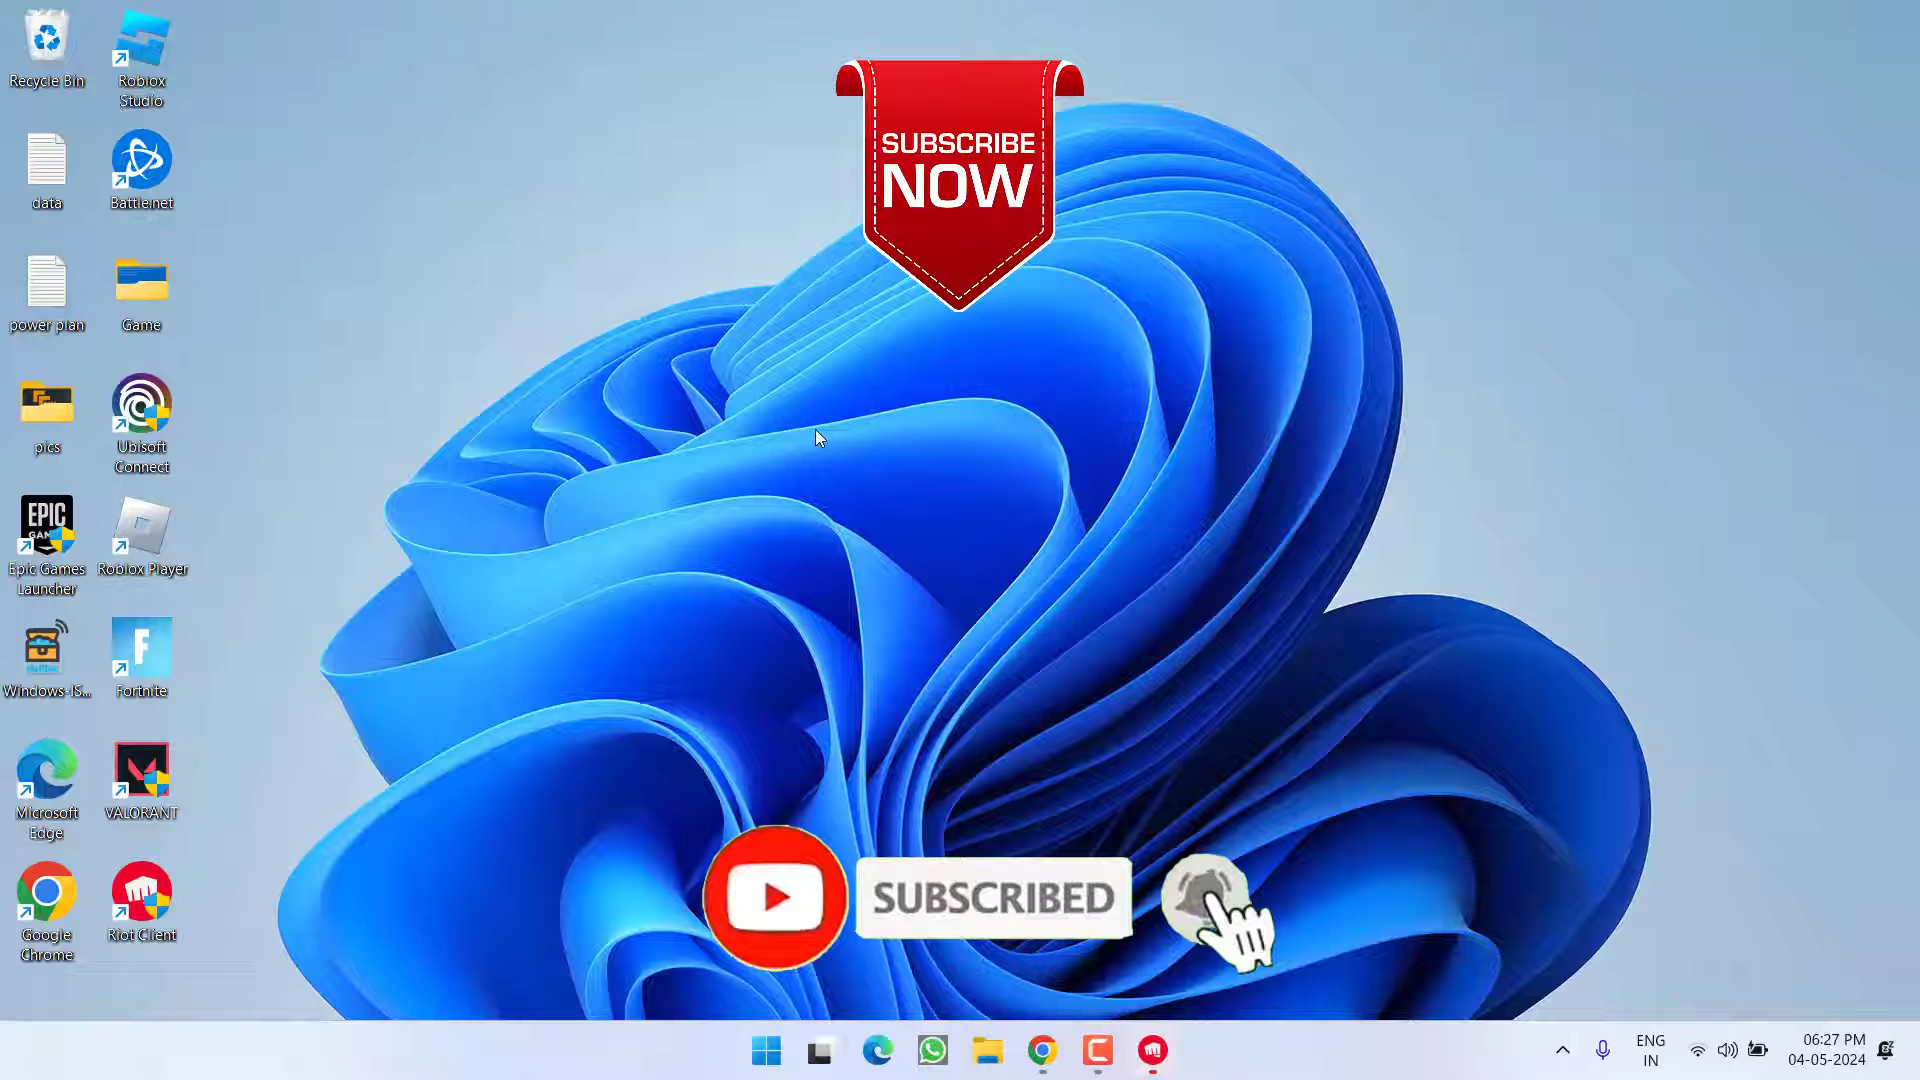 Recycle Bin
Roblox
Studio
data
Battle.net
power plan
Game
pics
Ubisoft
Connect
EPIC
GAMES
Epic Games
Launcher
Roblox Player
Windows-IS...
F
Fortnite
Microsoft
Edge
VALORANT
Google
Chrome
Riot Client
SUBSCRIBE
NOW
SUBSCRIBED
ENG
IN
06:27 PM
04-05-2024